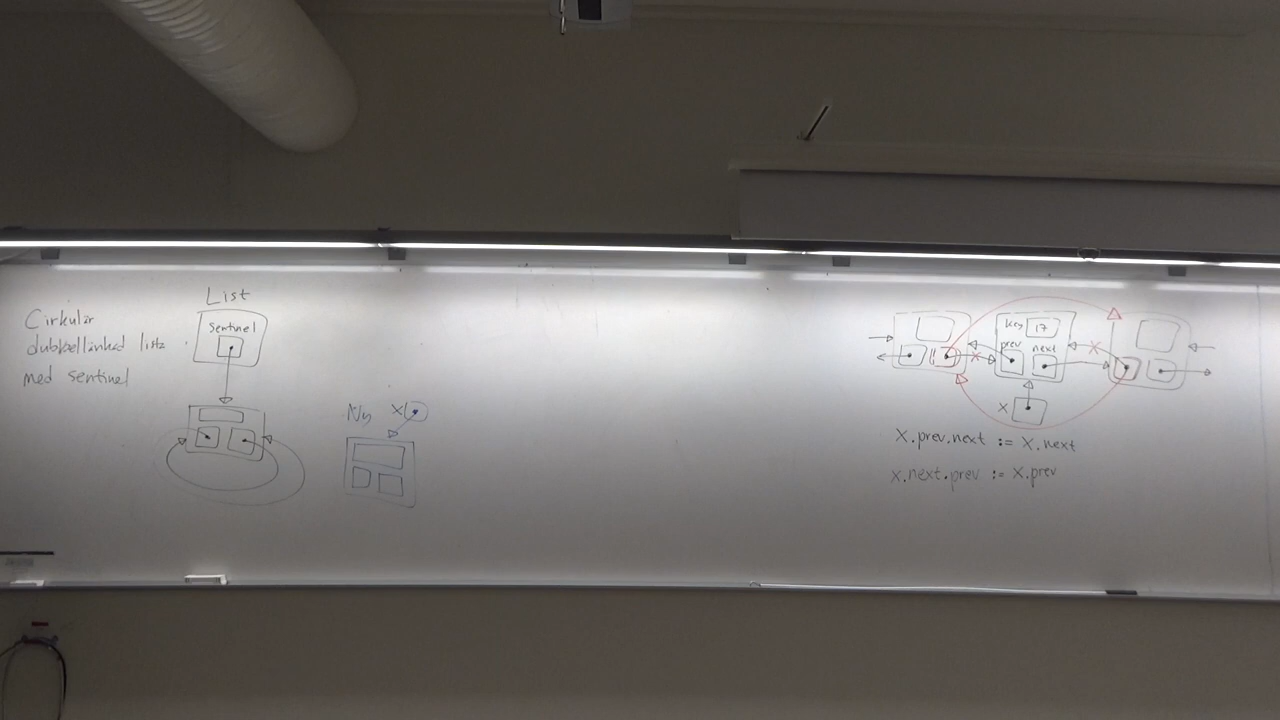 Cirkulär
dubbellänkad lista
med sentinel
List
sentinel
Ny x
key 17
prev next
x
x.prev.next := x.next
x.next.prev := x.prev